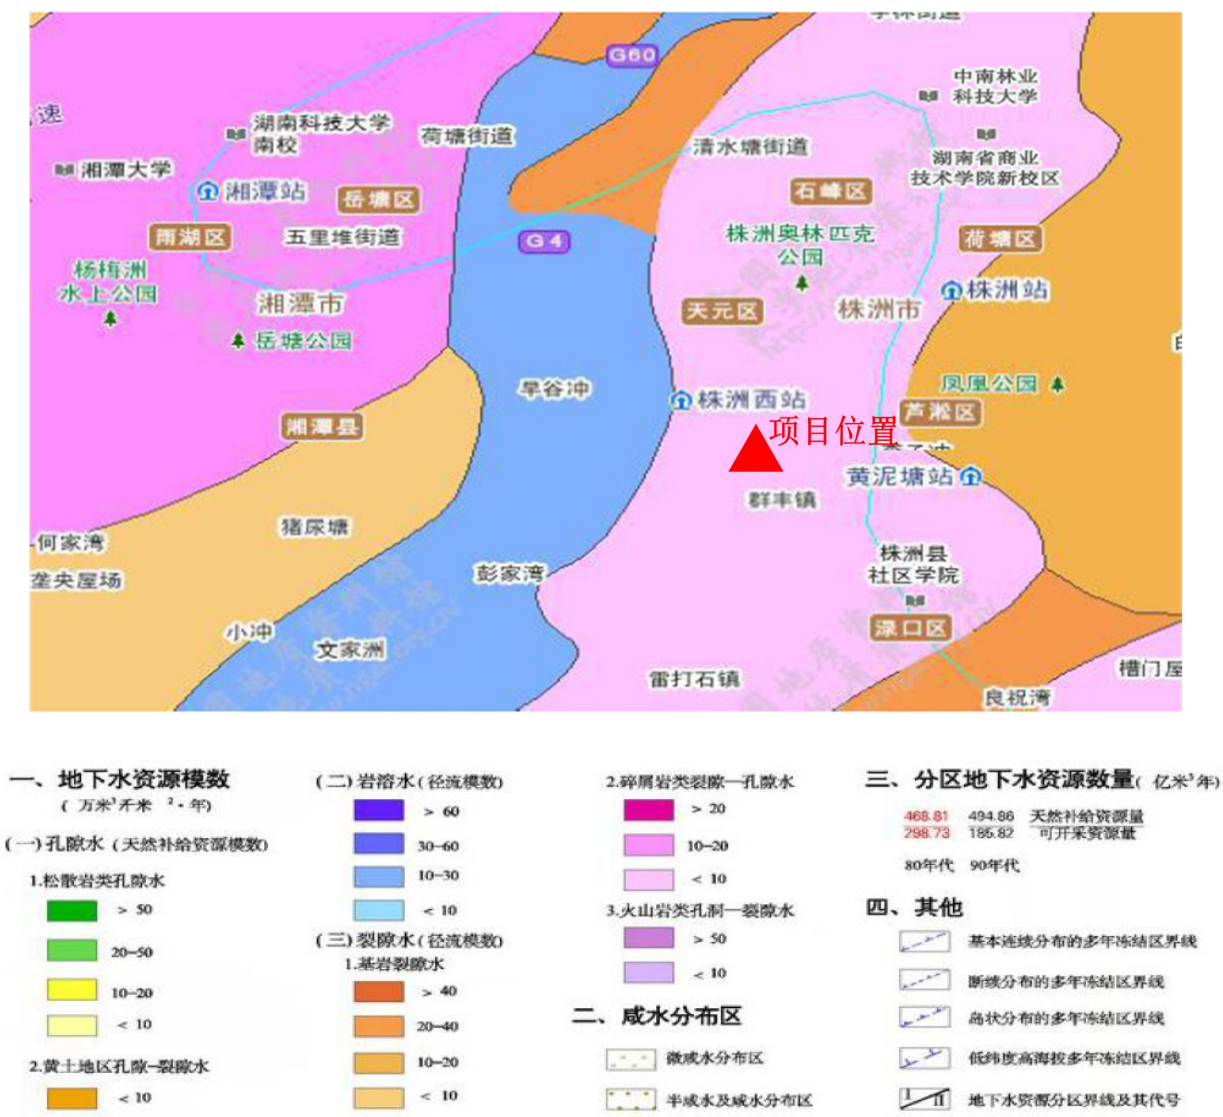 G60
中南林业
科技大学
速
湖南科技大学
南校
荷塘街道
清水塘街道
湖南省商业
技术学院新校区
湘潭大学
湘潭站
岳塘区
石峰区
雨湖区
五里堆街道
G4
株洲奥林匹克
公园
荷塘区
杨梅洲
水上公园
湘潭市
天元区
株洲市
株洲站
岳塘公园
旱谷冲
株洲西站
凤凰公园
芦淞区
湘潭县
项目位置
黄泥塘站
群丰镇
猪尿塘
何家湾
垄央屋场
彭家湾
株洲县
社区学院
小冲
文家洲
渌口区
雷打石镇
槽门屋
良祝湾
一、地下水资源模数
( 万米³/千米 ²·年)
(一)孔隙水(天然补给资源模数)
1.松散岩类孔隙水
> 50
20-50
10-20
< 10
2.黄土地区孔隙-裂隙水
< 10
(二)岩溶水(径流模数)
> 60
30-60
10-30
< 10
(三)裂隙水(径流模数)
1.基岩裂隙水
> 40
20-40
10-20
< 10
2.碎屑岩类裂隙—孔隙水
> 20
10-20
< 10
3.火山岩类孔洞—裂隙水
> 50
< 10
二、咸水分布区
微咸水分布区
半咸水及咸水分布区
三、分区地下水资源数量( 亿米³年)
468.81 494.86 天然补给资源量
298.73 185.82 可开采资源量
80年代 90年代
四、其他
基本连续分布的多年冻结区界线
断续分布的多年冻结区界线
岛状分布的多年冻结区界线
低纬度高海拔多年冻结区界线
I II 地下水资源分区界线及其代号